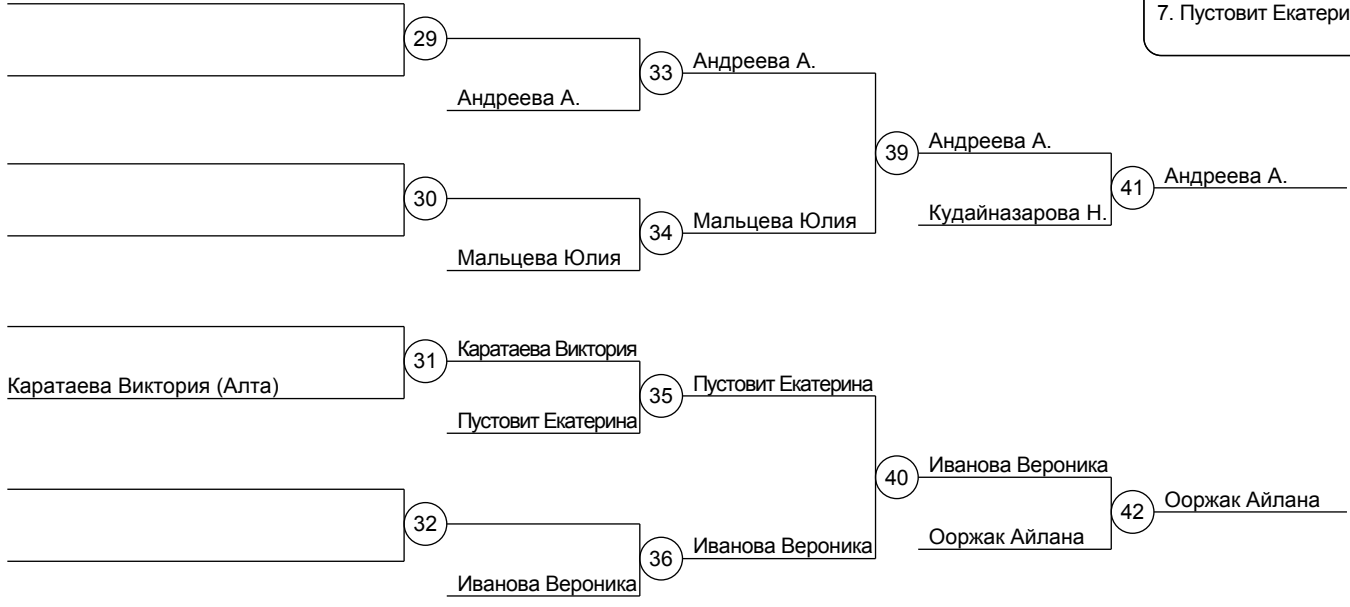 7. Пустовит Екатери
29
33
Андреева А.
Андреева А.
39
Андреева А.
41
Андреева А.
30
34
Мальцева Юлия
Кудайназарова Н.
Мальцева Юлия
31
Каратаева Виктория
Каратаева Виктория (Алта)
35
Пустовит Екатерина
Пустовит Екатерина
40
Иванова Вероника
42
Ооржак Айлана
32
36
Иванова Вероника
Ооржак Айлана
Иванова Вероника